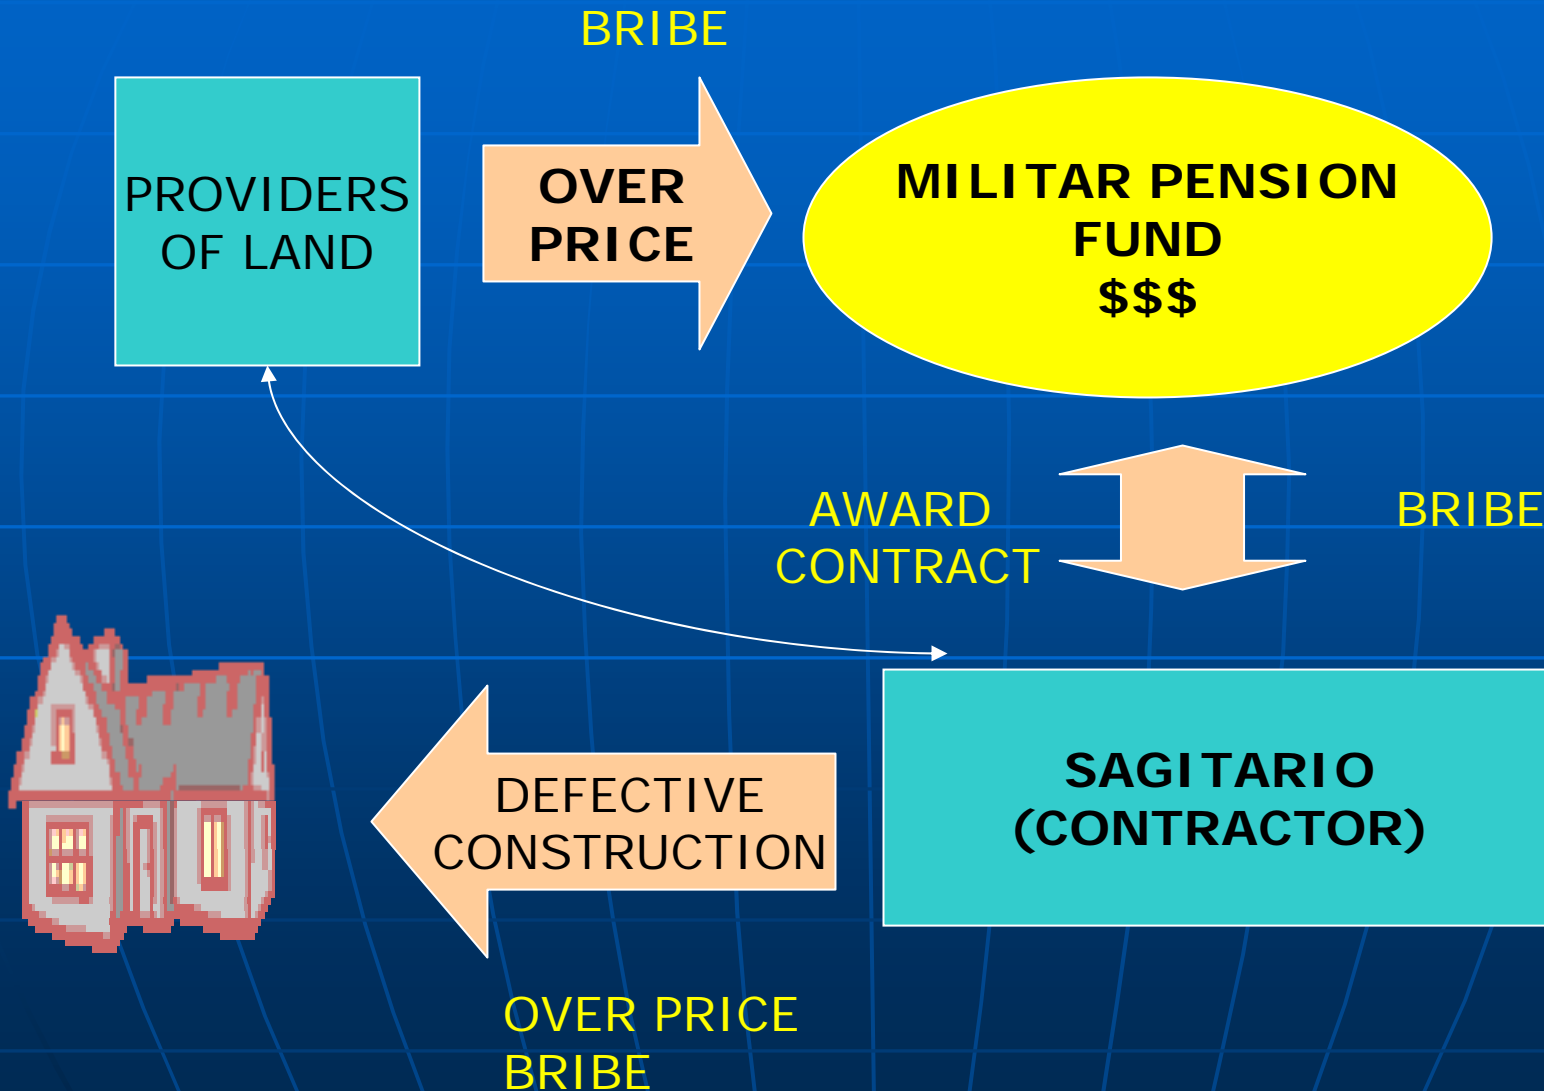 BRIBE
PROVIDERS
OF LAND
OVER
PRICE
MILITAR PENSION
FUND
$$$
AWARD
CONTRACT
BRIBE
DEFECTIVE
CONSTRUCTION
SAGITARIO
(CONTRACTOR)
OVER PRICE
BRIBE